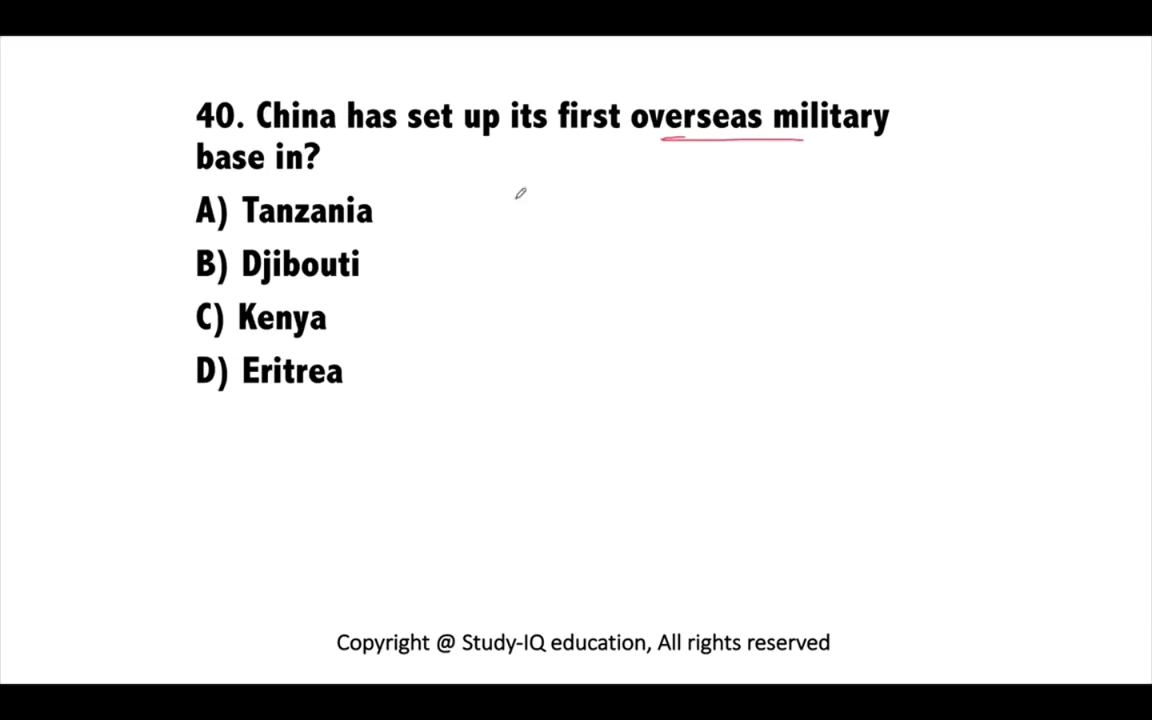 40. China has set up its first overseas military
base in?
A) Tanzania
B) Djibouti
C) Kenya
D) Eritrea
Copyright @ Study-IQ education, All rights reserved